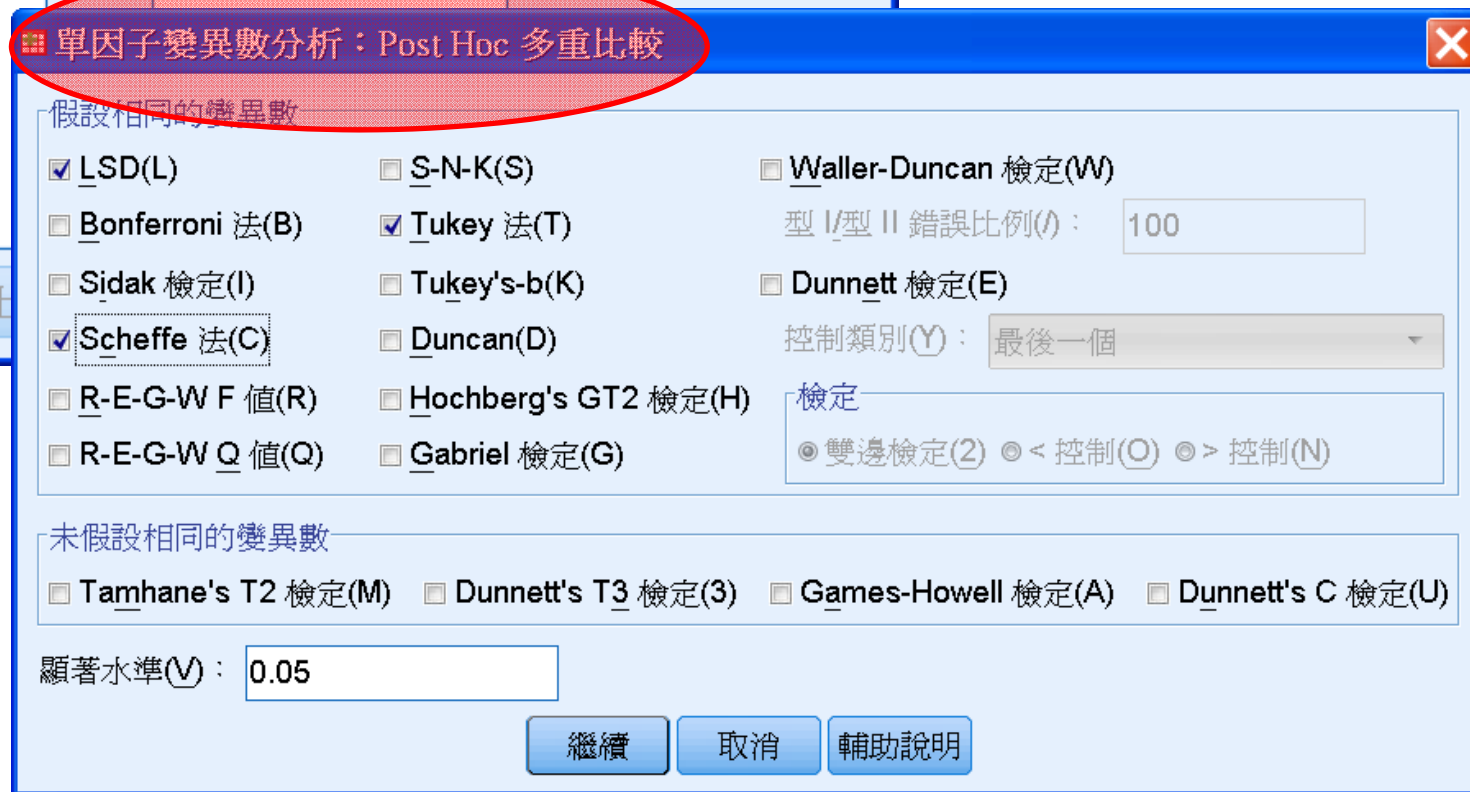 單因子變異數分析：Post Hoc 多重比較
假設相同的變異數
LSD(L) S-N-K(S) Waller-Duncan 檢定(W)
Bonferroni 法(B) Tukey 法(T) 型 I/型 II 錯誤比例(/)： 100
Sidak 檢定(I) Tukey's-b(K) Dunnett 檢定(E)
Scheffe 法(C) Duncan(D) 控制類別(Y)： 最後一個
R-E-G-W F 值(R) Hochberg's GT2 檢定(H) 檢定
R-E-G-W Q 值(Q) Gabriel 檢定(G) 雙邊檢定(2) < 控制(O) > 控制(N)
未假設相同的變異數
Tamhane's T2 檢定(M) Dunnett's T3 檢定(3) Games-Howell 檢定(A) Dunnett's C 檢定(U)
顯著水準(V)： 0.05
繼續 取消 輔助說明